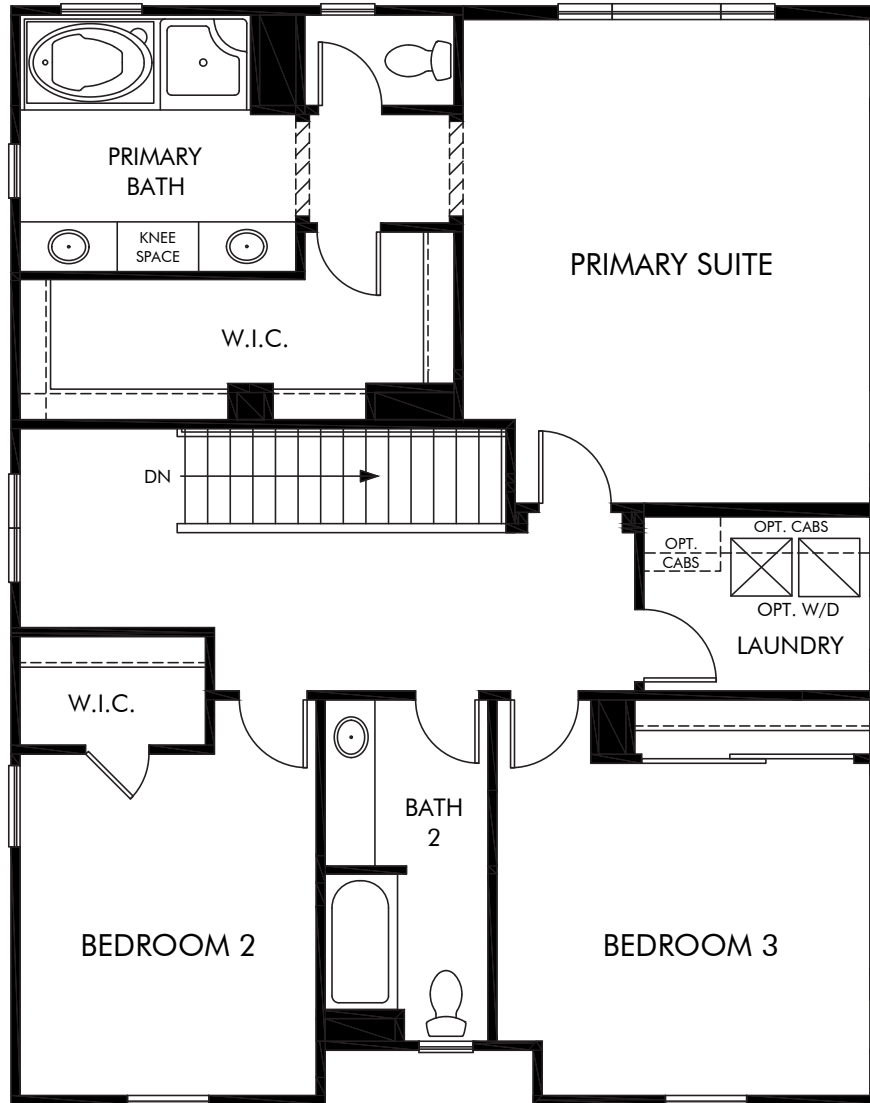 PRIMARY
BATH
KNEE
SPACE
PRIMARY SUITE
W.I.C.
DN
OPT. CABS
OPT.
CABS
OPT. W/D
LAUNDRY
W.I.C.
BATH
2
BEDROOM 2
BEDROOM 3